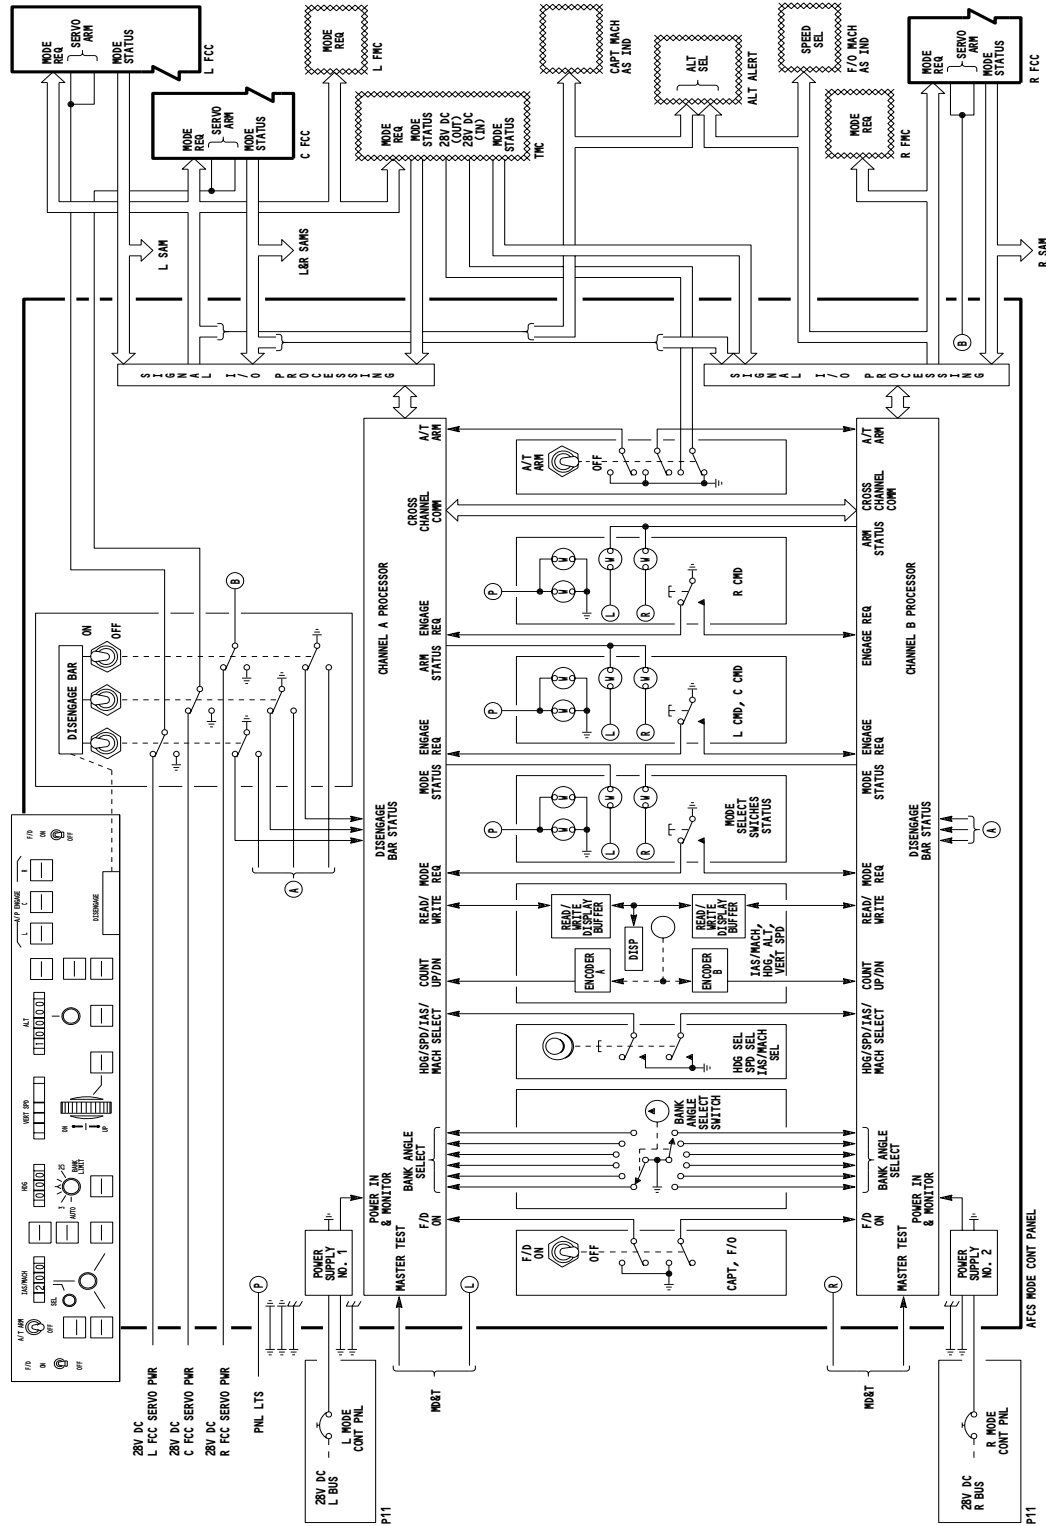 MODE
REQ
SERVO
ARM
MODE
STATUS
L FCC
MODE
REQ
SERVO
ARM
MODE
STATUS
C FCC
MODE
REQ
L FMC
MODE
REQ
MODE
STATUS
28V DC
(OUT)
28V DC
(IN)
MODE
STATUS
TMC
CAPT MACH
AS IND
ALT
SEL
ALT ALERT
SPEED
SEL
F/O MACH
AS IND
MODE
REQ
R FMC
MODE
REQ
SERVO
ARM
MODE
STATUS
R FCC
L SAM
L&R SAMS
R SAM
SIGNAL I/O PROCESSING
SIGNAL I/O PROCESSING
B
DISENGAGE BAR
ON
OFF
B
A
CHANNEL A PROCESSOR
A/T
ARM
CROSS
CHANNEL
COMM
ENGAGE
REQ
ARM
STATUS
ENGAGE
REQ
MODE
STATUS
DISENGAGE
BAR STATUS
MODE
REQ
READ/
WRITE
COUNT
UP/DN
HDG/SPD/IAS/
MACH SELECT
BANK ANGLE
SELECT
POWER IN
& MONITOR
F/D
ON
MASTER TEST
A/T
ARM
OFF
P
W
W
W
W
L
R
R CMD
P
W
W
W
W
L
R
L CMD, C CMD
P
W
W
W
W
L
R
MODE
SELECT
SWICHES
STATUS
READ/
WRITE
DISPLAY
BUFFER
DISP
READ/
WRITE
DISPLAY
BUFFER
ENCODER
A
ENCODER
B
IAS/MACH,
HDG, ALT,
VERT SPD
HDG SEL
SPD SEL
IAS/MACH
SEL
BANK
ANGLE
SELECT
SWITCH
F/D
ON
OFF
CAPT, F/O
CHANNEL B PROCESSOR
A/T
ARM
CROSS
CHANNEL
COMM
ARM
STATUS
ENGAGE REQ
ENGAGE
REQ
MODE
STATUS
DISENGAGE
BAR STATUS
A
MODE
REQ
READ/
WRITE
COUNT
UP/DN
HDG/SPD/IAS/
MACH SELECT
BANK ANGLE
SELECT
POWER IN
& MONITOR
F/D
ON
MASTER TEST
POWER
SUPPLY
NO. 1
POWER
SUPPLY
NO. 2
P
L
R
AFCS MODE CONT PANEL
MD&T
MD&T
28V DC
L FCC SERVO PWR
28V DC
C FCC SERVO PWR
28V DC
R FCC SERVO PWR
PNL LTS
28V DC
L BUS
L MODE
CONT PNL
P11
28V DC
R BUS
R MODE
CONT PNL
P11
F/D
ON
OFF
A/T ARM
OFF
IAS/MACH
200
SEL
HDG
000
AUTO
5
25
BANK
LIMIT
VERT SPD
DN
UP
ALT
10000
A/P ENGAGE
L
C
R
DISENGAGE
F/D
ON
OFF